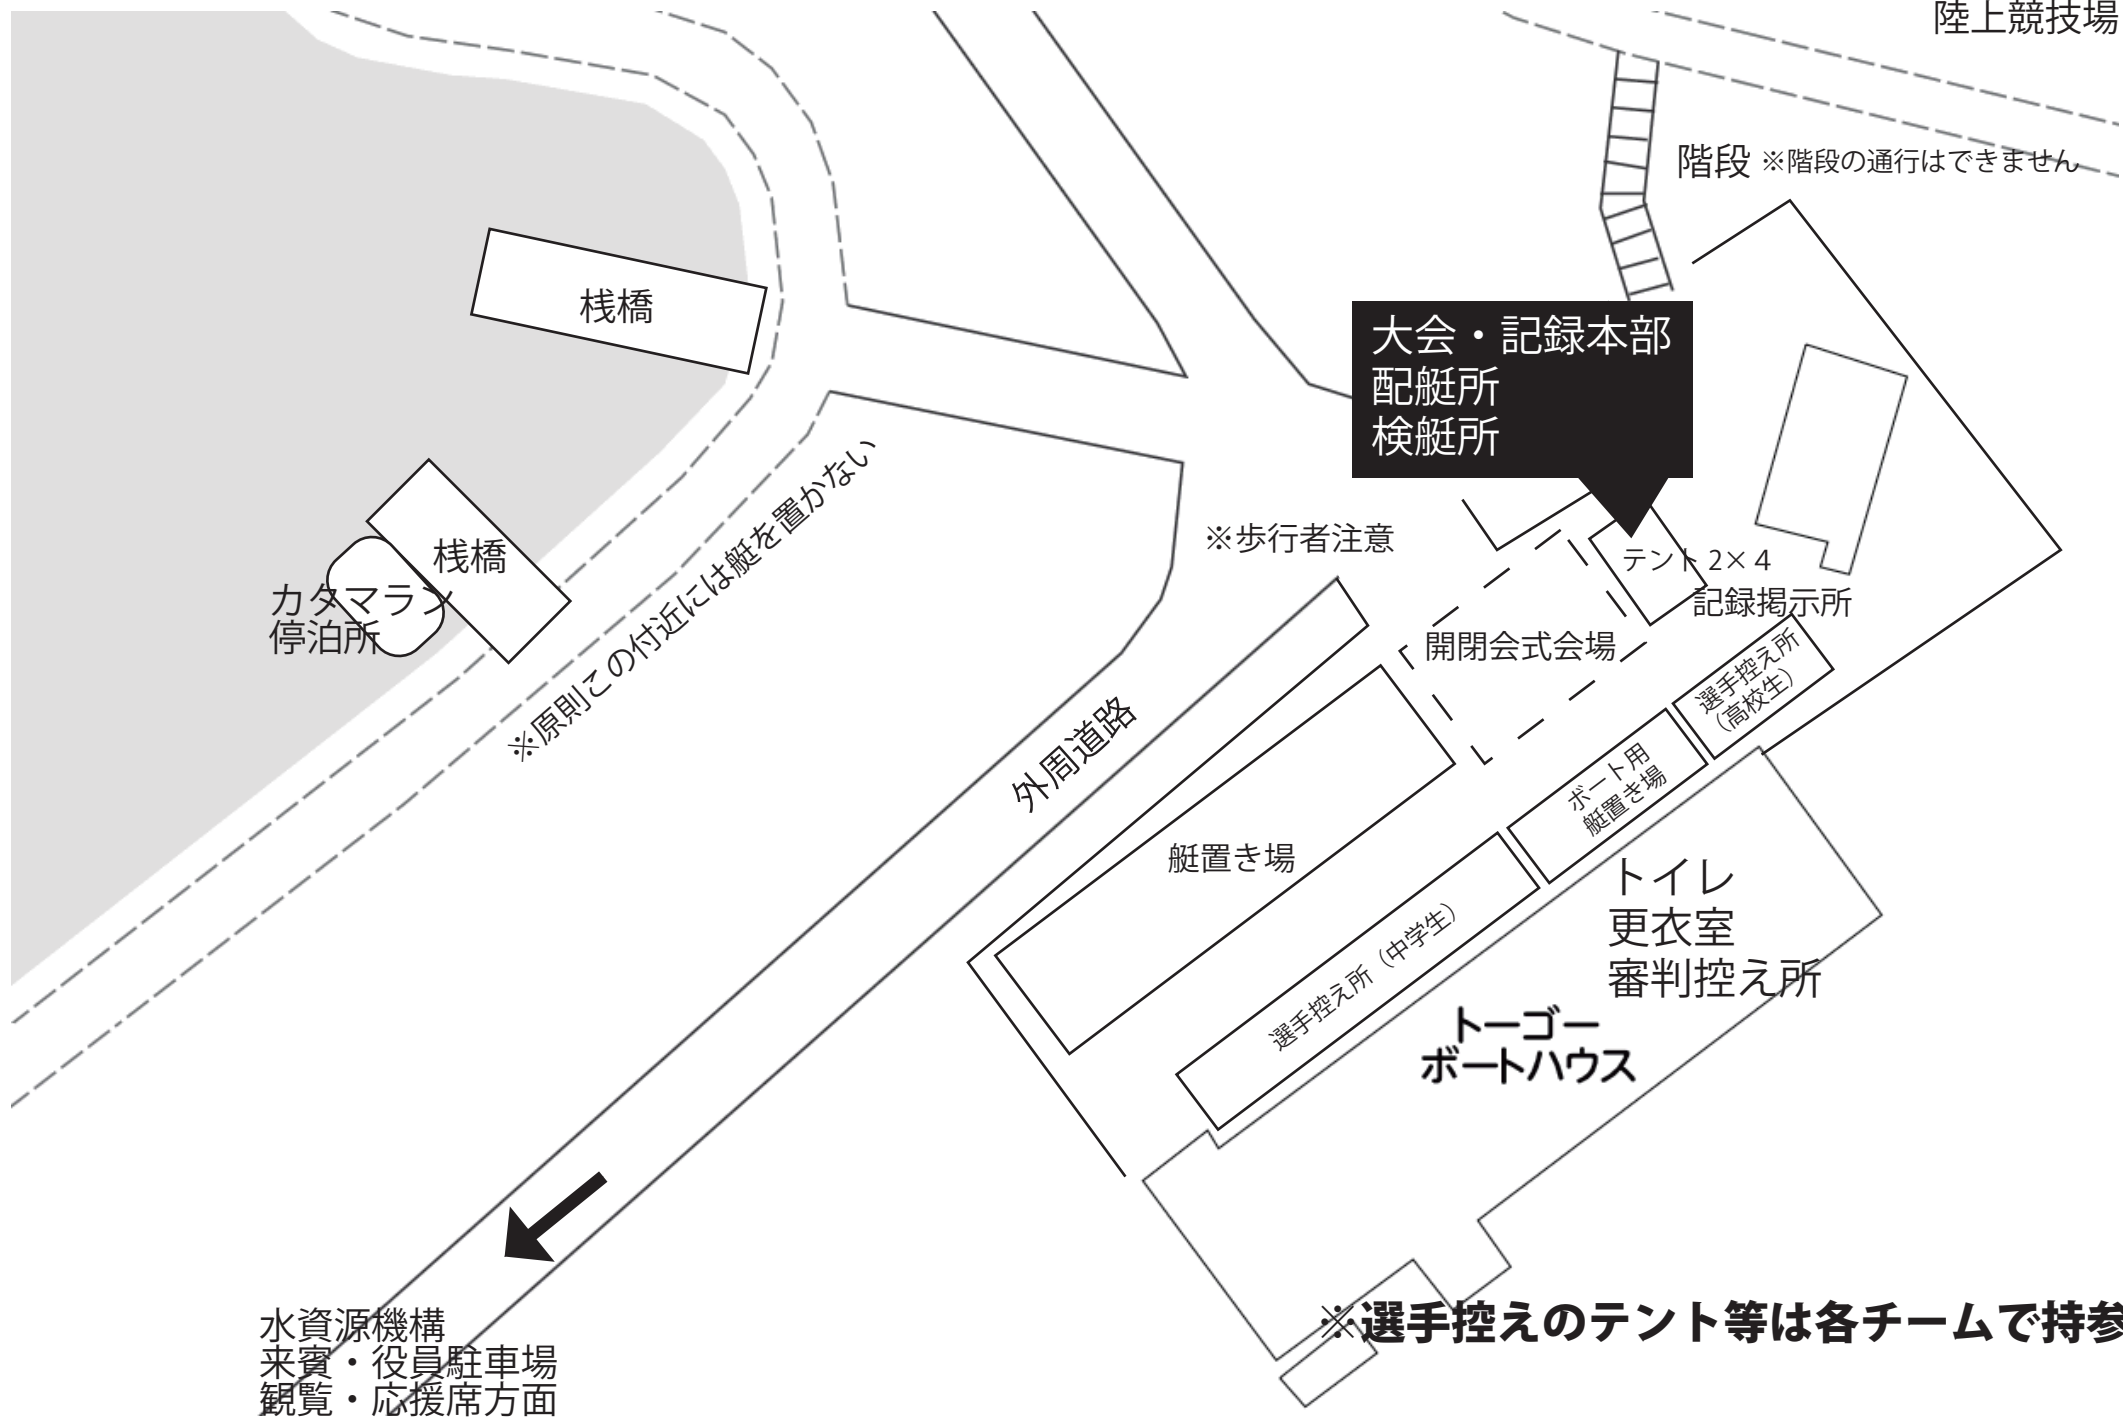 陸上競技場
階段 ※階段の通行はできません
桟橋
大会・記録本部
配艇所
検艇所
※歩行者注意
テント 2×４
記録掲示所
桟橋
カタマラン
停泊所
※原則この付近には艇を置かない
開閉会式会場
選手控え所
（高校生）
外周道路
ボート用
艇置き場
艇置き場
トイレ
更衣室
審判控え所
選手控え所（中学生）
トーゴー
ボートハウス
※選手控えのテント等は各チームで持参
水資源機構
来賓・役員駐車場
観覧・応援席方面